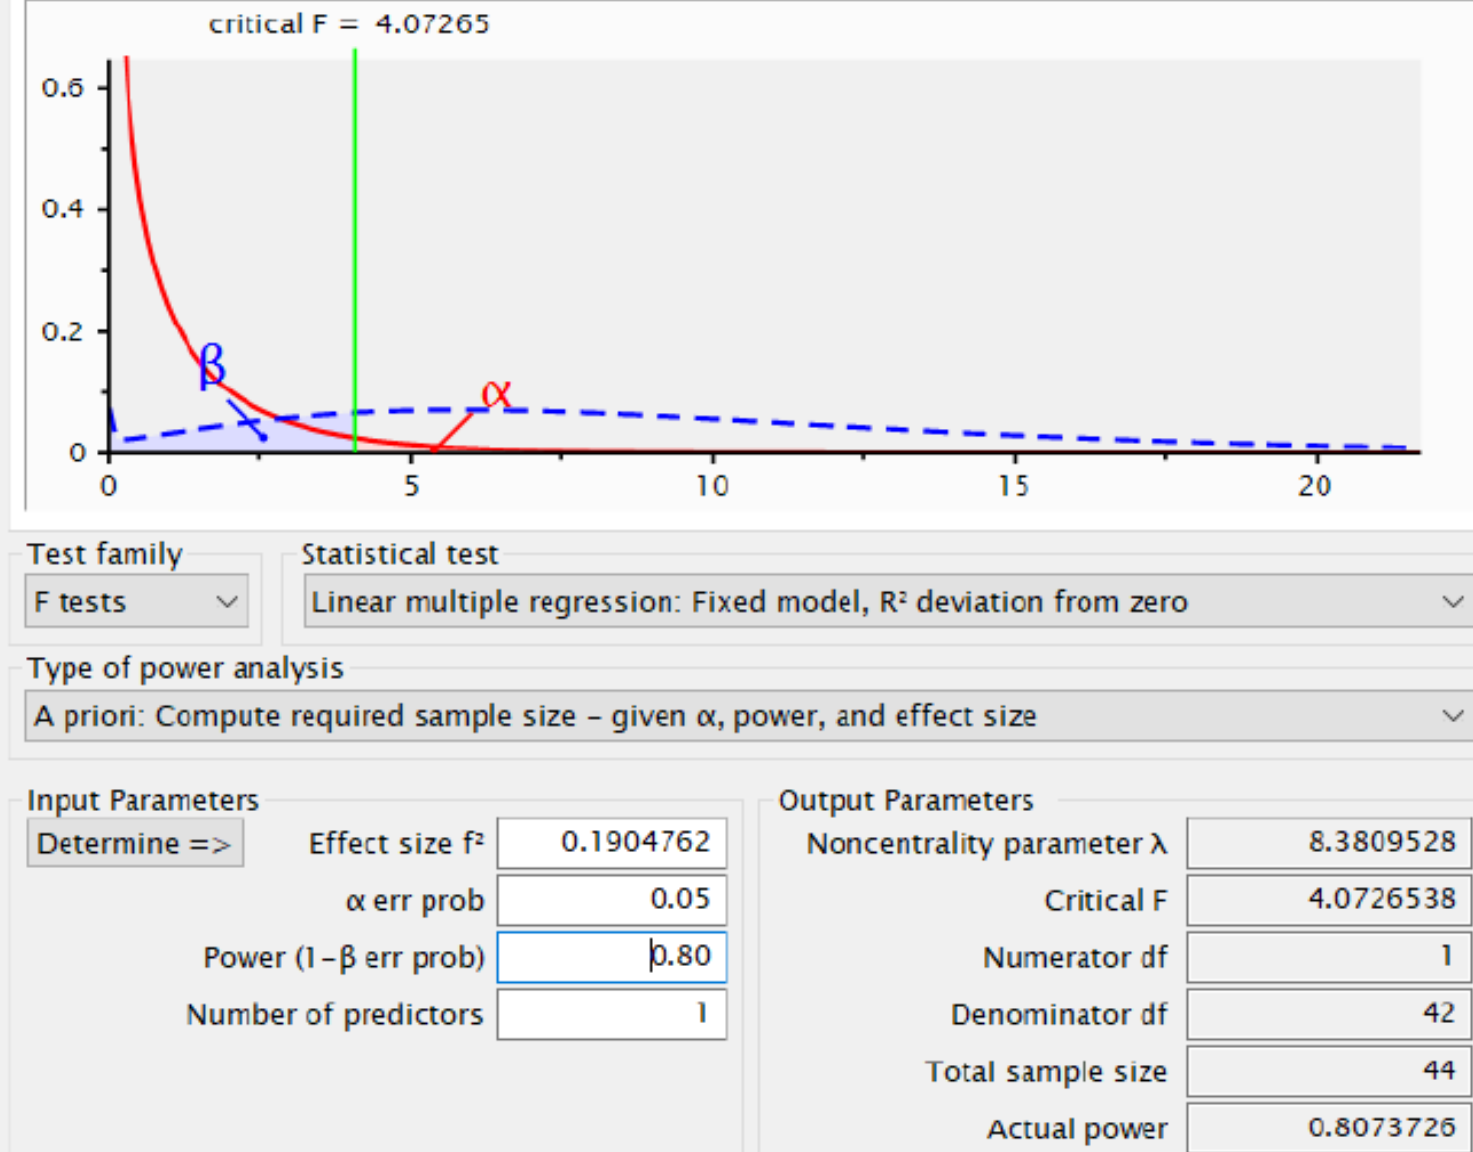 critical F = 4.07265
0.6
0.4
0.2
0
β
α
0 5 10 15 20
Test family Statistical test
F tests Linear multiple regression: Fixed model, R² deviation from zero
Type of power analysis
A priori: Compute required sample size – given α, power, and effect size
Input Parameters Output Parameters
Determine => Effect size f² 0.1904762 Noncentrality parameter λ 8.3809528
α err prob 0.05 Critical F 4.0726538
Power (1-β err prob) 0.80 Numerator df 1
Number of predictors 1 Denominator df 42
Total sample size 44
Actual power 0.8073726